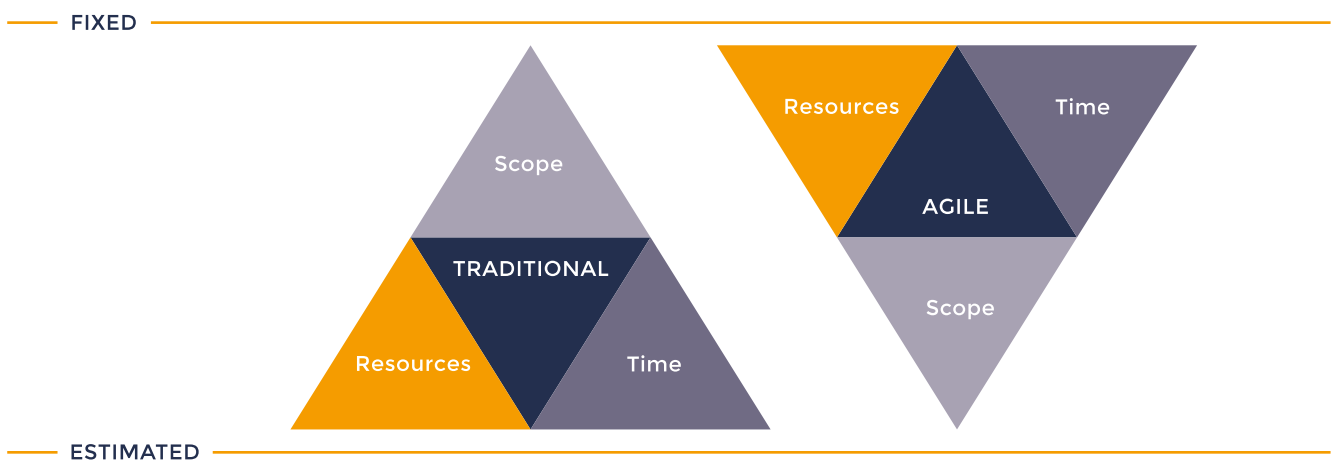 FIXED
Scope
TRADITIONAL
Resources
Time
Resources
Time
AGILE
Scope
ESTIMATED